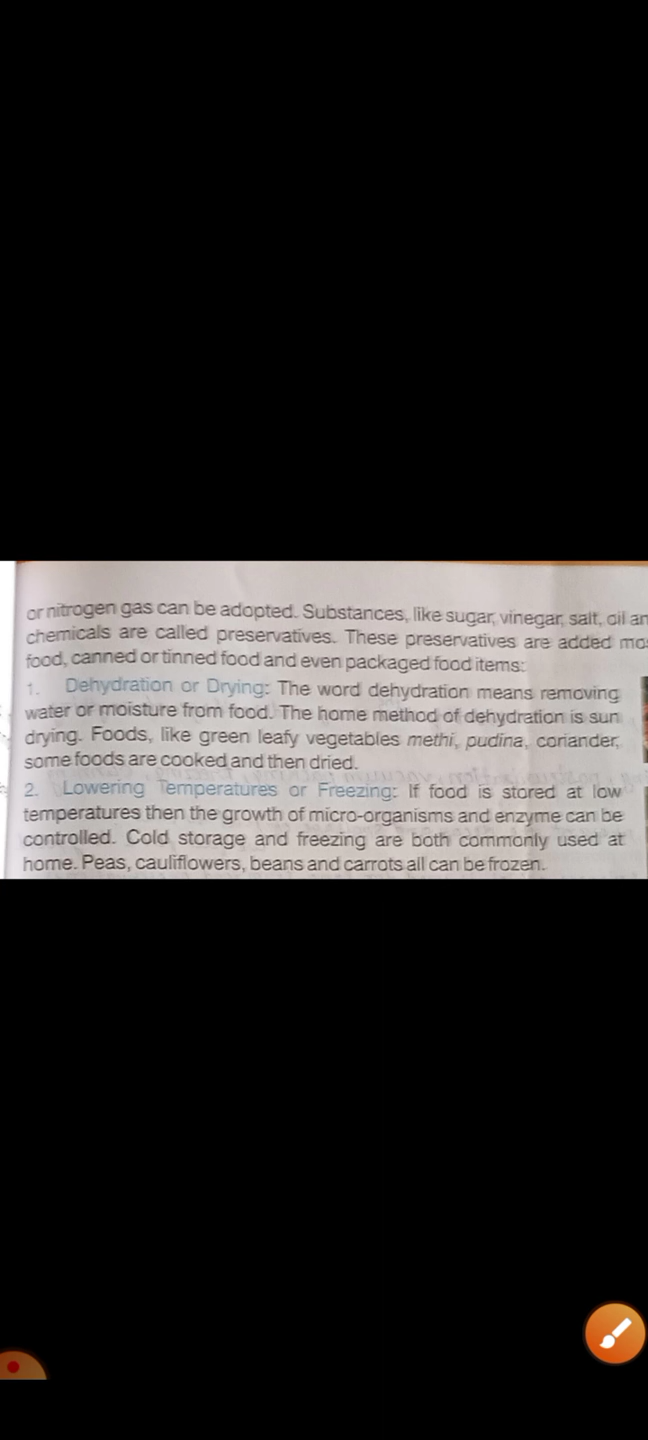 or nitrogen gas can be adopted. Substances, like sugar, vinegar, salt, oil
chemicals are called preservatives. These preservatives are added
food, canned or tinned food and even packaged food items:
1. Dehydration or Drying: The word dehydration means removing
water or moisture from food. The home method of dehydration is sun
drying. Foods, like green leafy vegetables methi, pudina, coriander,
some foods are cooked and then dried.
2. Lowering Temperatures or Freezing: If food is stored at low
temperatures then the growth of micro-organisms and enzyme can be
controlled. Cold storage and freezing are both commonly used at
home. Peas, cauliflowers, beans and carrots all can be frozen.